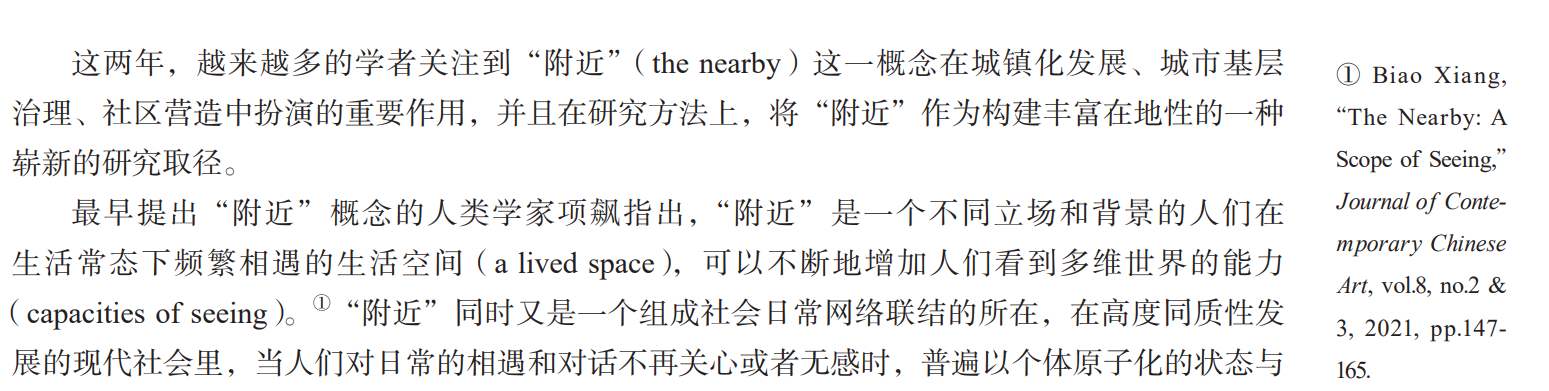 这两年，越来越多的学者关注到“附近”（the nearby）这一概念在城镇化发展、城市基层
治理、社区营造中扮演的重要作用，并且在研究方法上，将“附近”作为构建丰富在地性的一种
崭新的研究取径。
最早提出“附近”概念的人类学家项飙指出，“附近”是一个不同立场和背景的人们在
生活常态下频繁相遇的生活空间（a lived space），可以不断地增加人们看到多维世界的能力
（capacities of seeing）。①“附近”同时又是一个组成社会日常网络联结的所在，在高度同质性发
展的现代社会里，当人们对日常的相遇和对话不再关心或者无感时，普遍以个体原子化的状态与
① Biao Xiang,
“The Nearby: A
Scope of Seeing,”
Journal of Conte-
mporary Chinese
Art, vol.8, no.2 &
3, 2021, pp.147-
165.